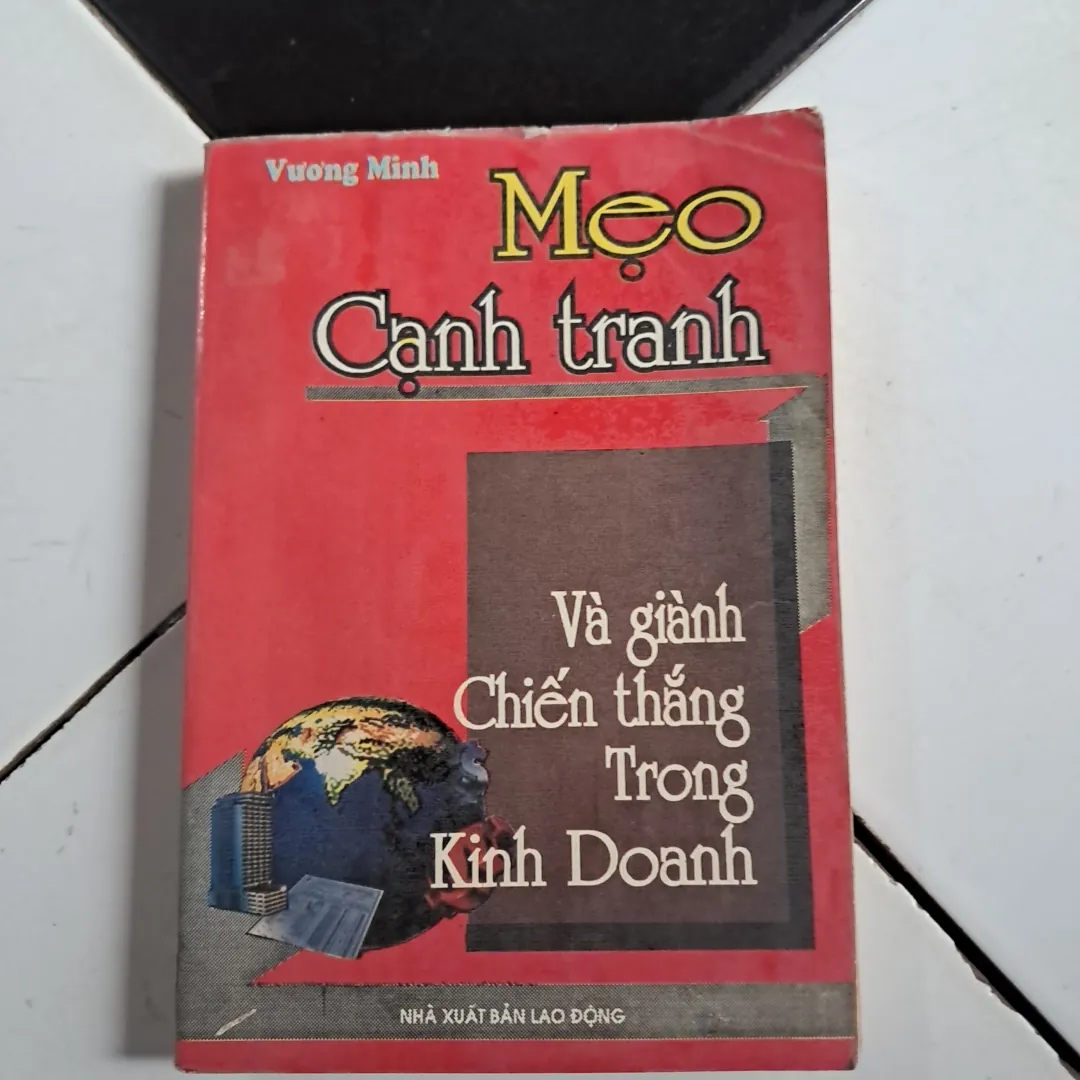 Vương Minh
Mẹo
Cạnh tranh
Và giành
Chiến thắng
Trong
Kinh Doanh
NHÀ XUẤT BẢN LAO ĐỘNG